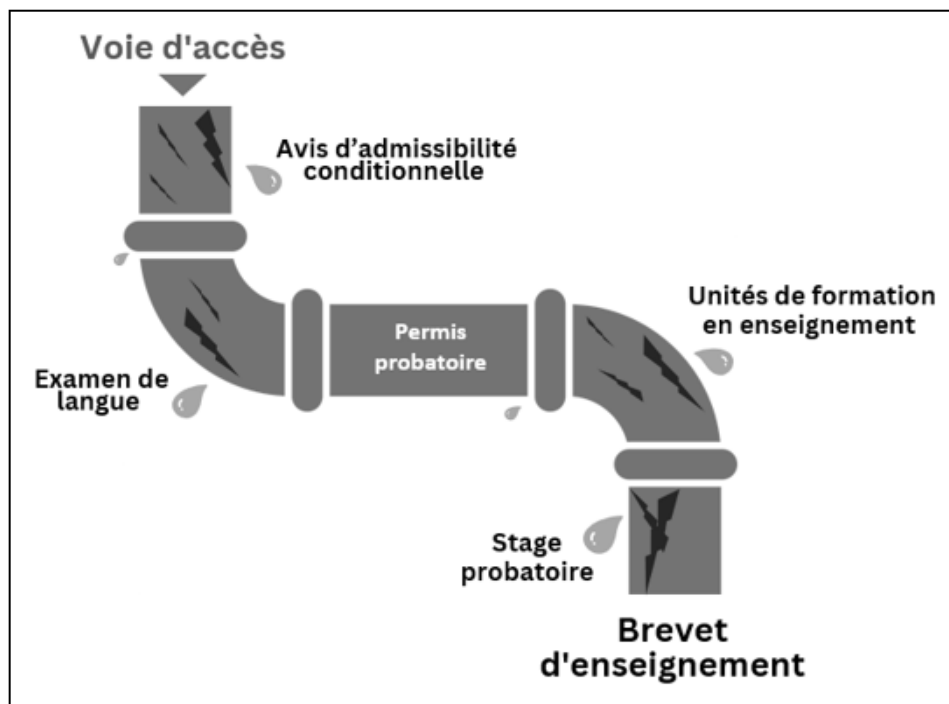 Voie d'accès
Avis d’admissibilité
conditionnelle
Examen de
langue
Permis
probatoire
Unités de formation
en enseignement
Stage
probatoire
Brevet
d'enseignement